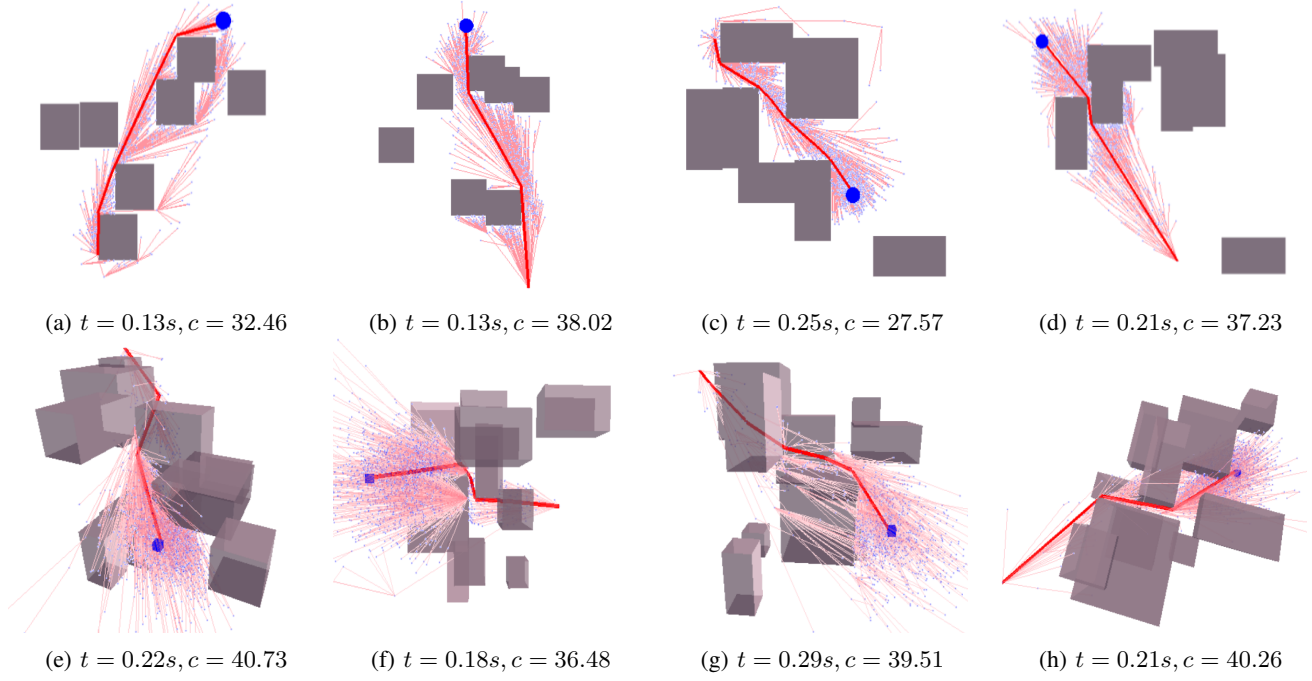 (a) t = 0.13s, c = 32.46
(b) t = 0.13s, c = 38.02
(c) t = 0.25s, c = 27.57
(d) t = 0.21s, c = 37.23
(e) t = 0.22s, c = 40.73
(f) t = 0.18s, c = 36.48
(g) t = 0.29s, c = 39.51
(h) t = 0.21s, c = 40.26